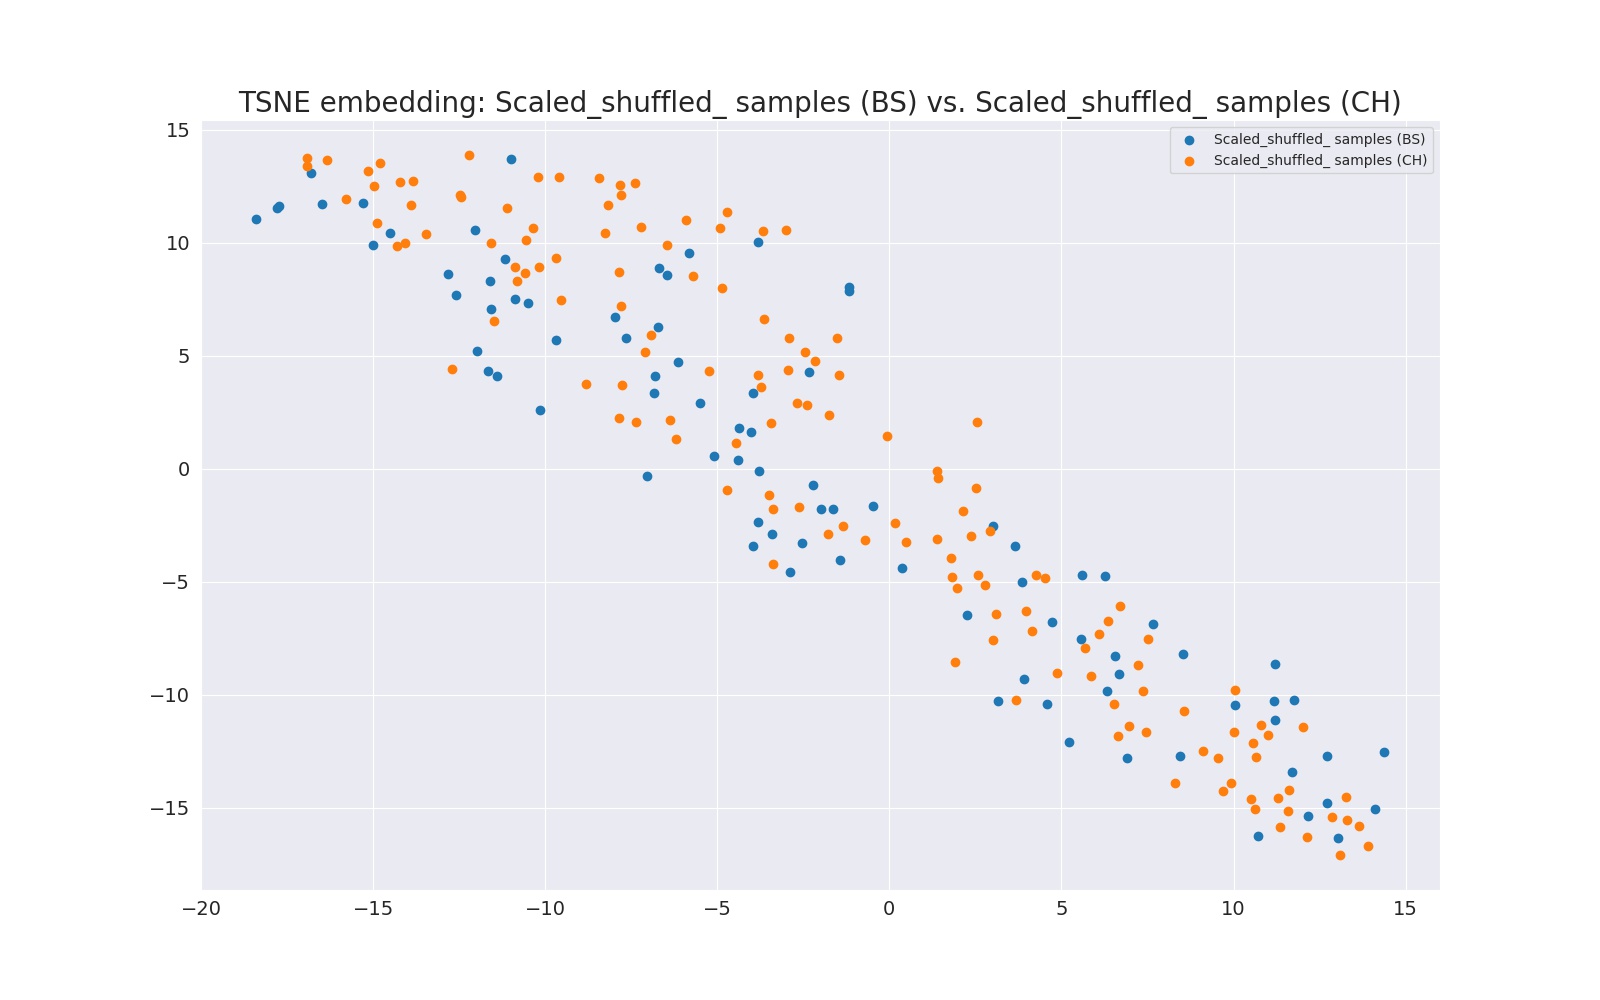 TSNE embedding: Scaled_shuffled_ samples (BS) vs. Scaled_shuffled_ samples (CH)
Scaled_shuffled_ samples (BS)
Scaled_shuffled_ samples (CH)
15
10
5
0
−5
−10
−15
−20 −15 −10 −5 0 5 10 15